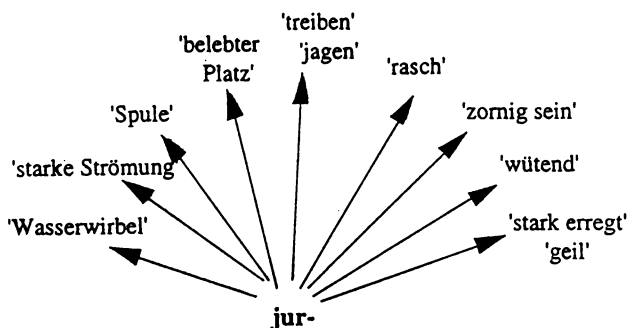 'treiben'
'jagen'
'belebter
Platz'
'rasch'
'Spule'
'zornig sein'
'starke Strömung
'wütend'
'Wasserwirbel'
'stark erregt'
'geil'
jur-